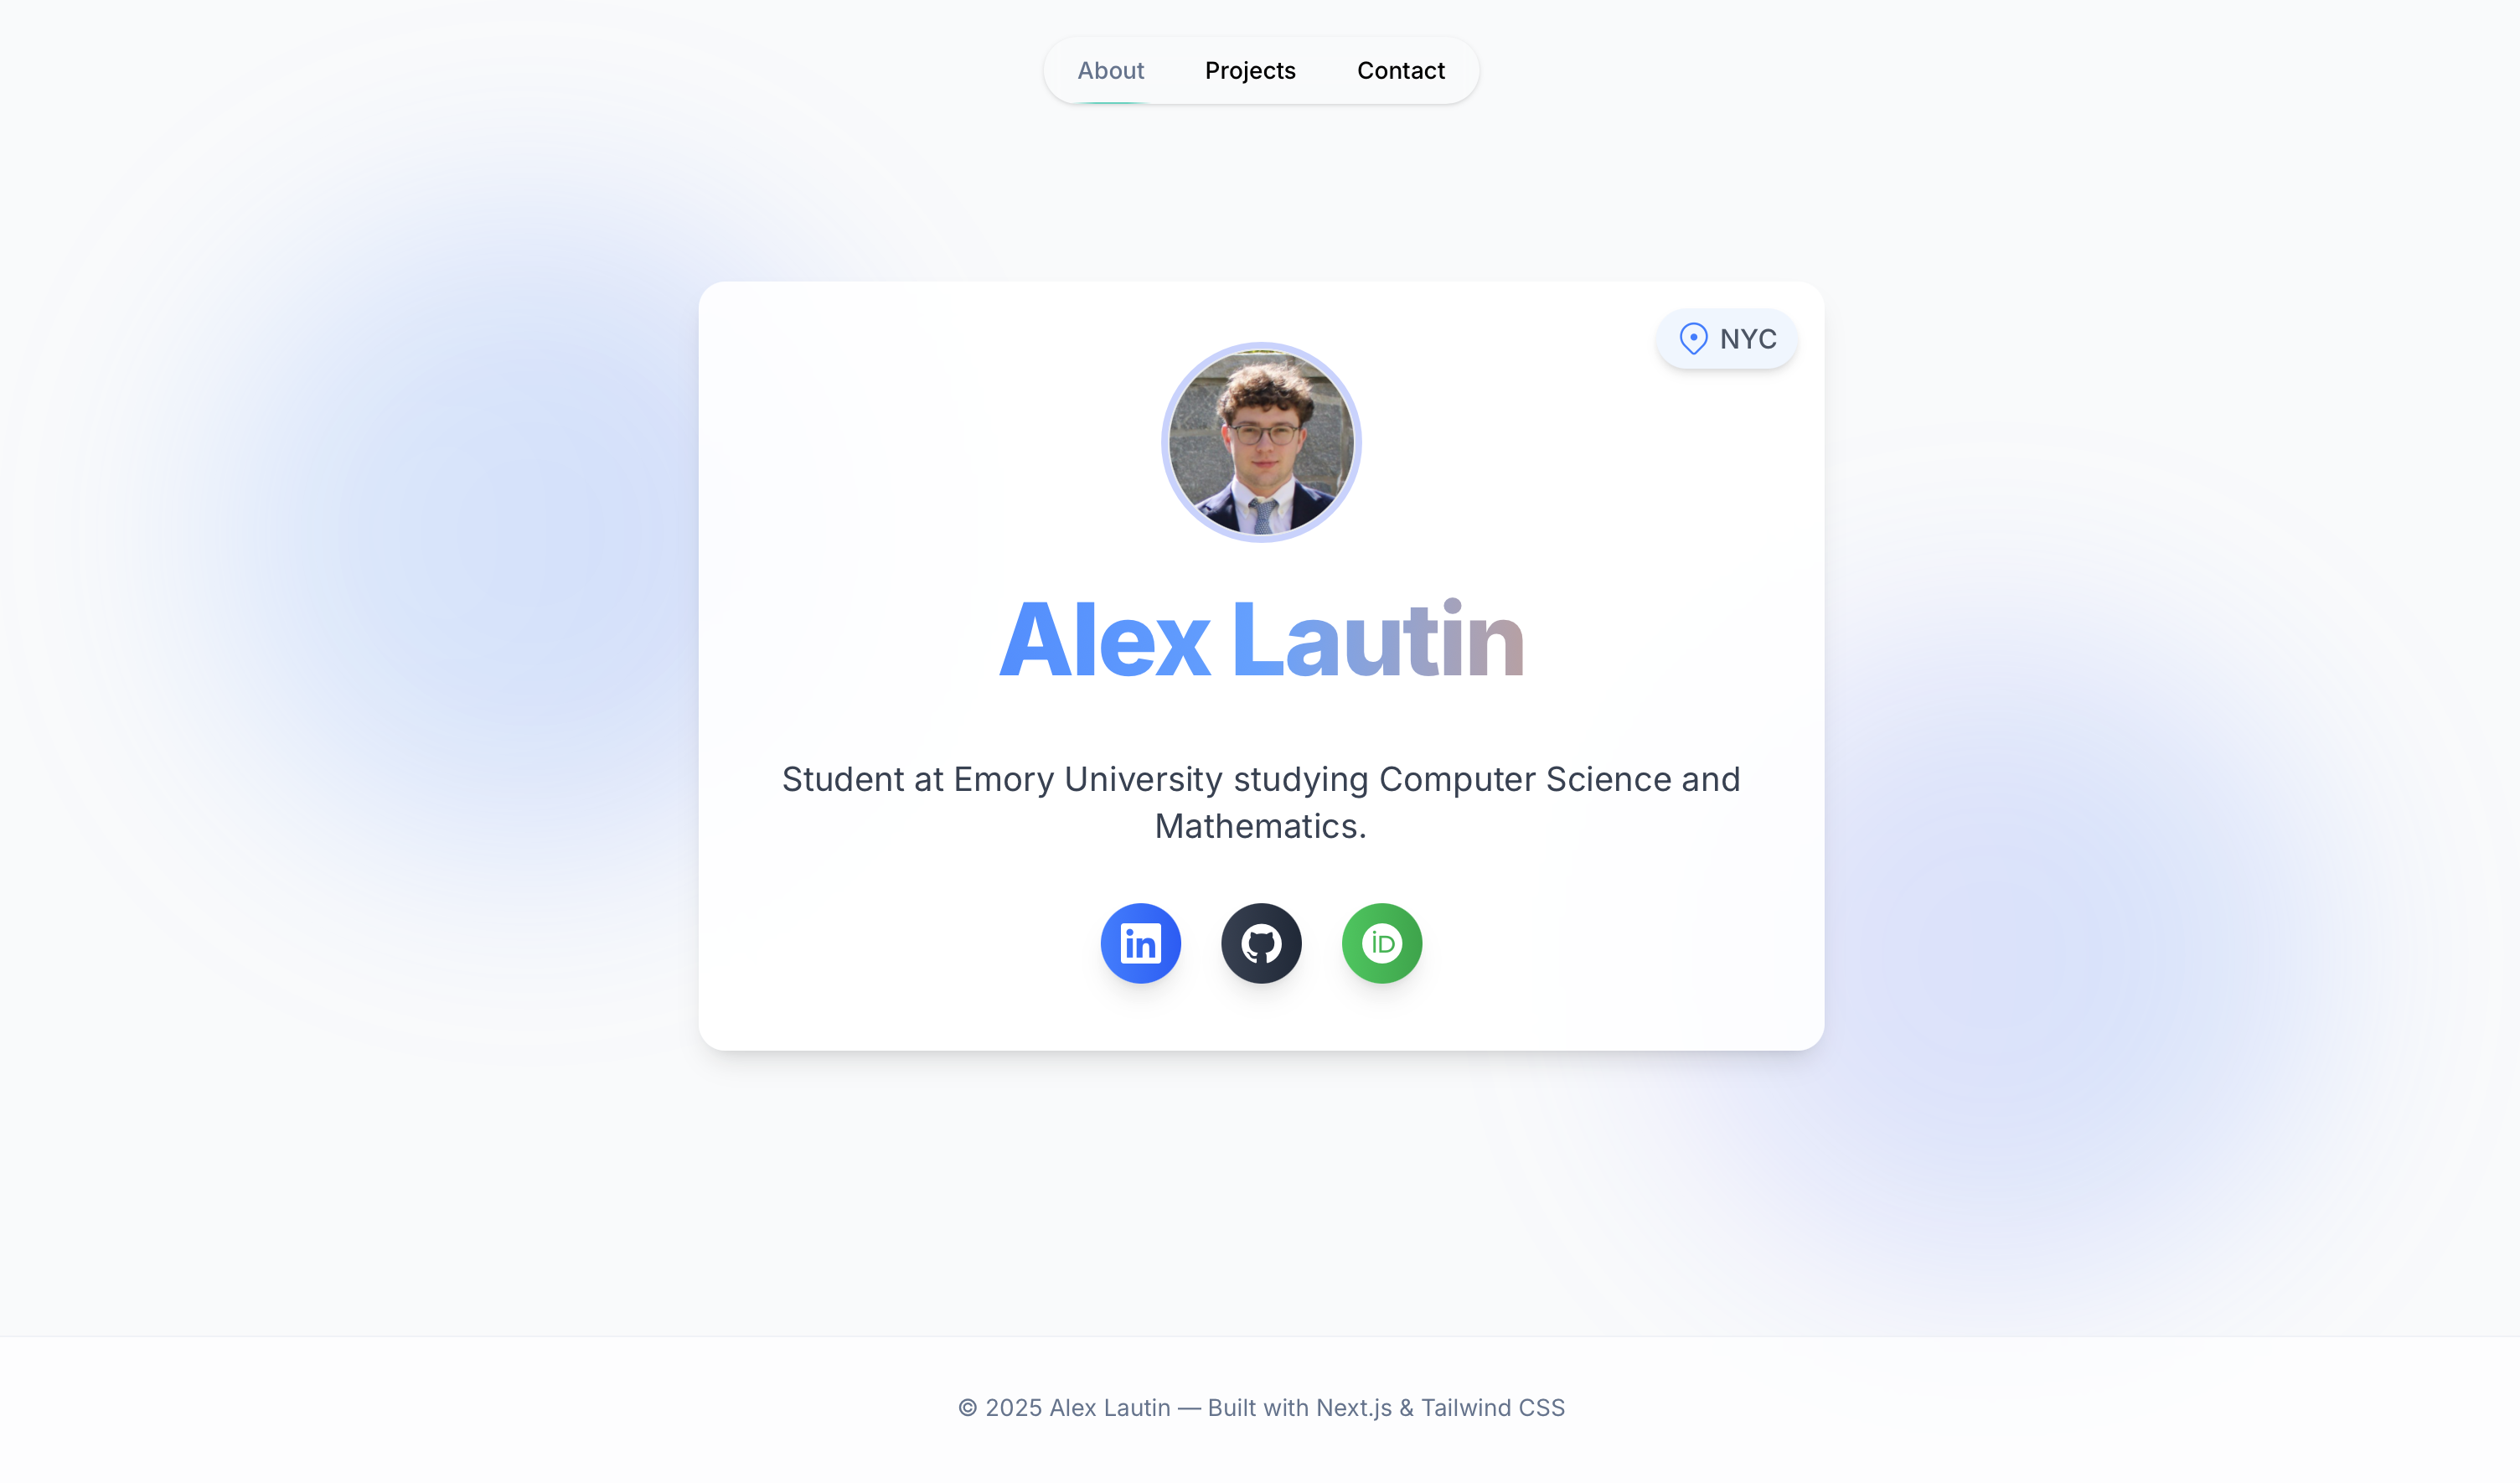 About Projects Contact
NYC
Alex Lautin
Student at Emory University studying Computer Science and
Mathematics.
in iD
© 2025 Alex Lautin — Built with Next.js & Tailwind CSS